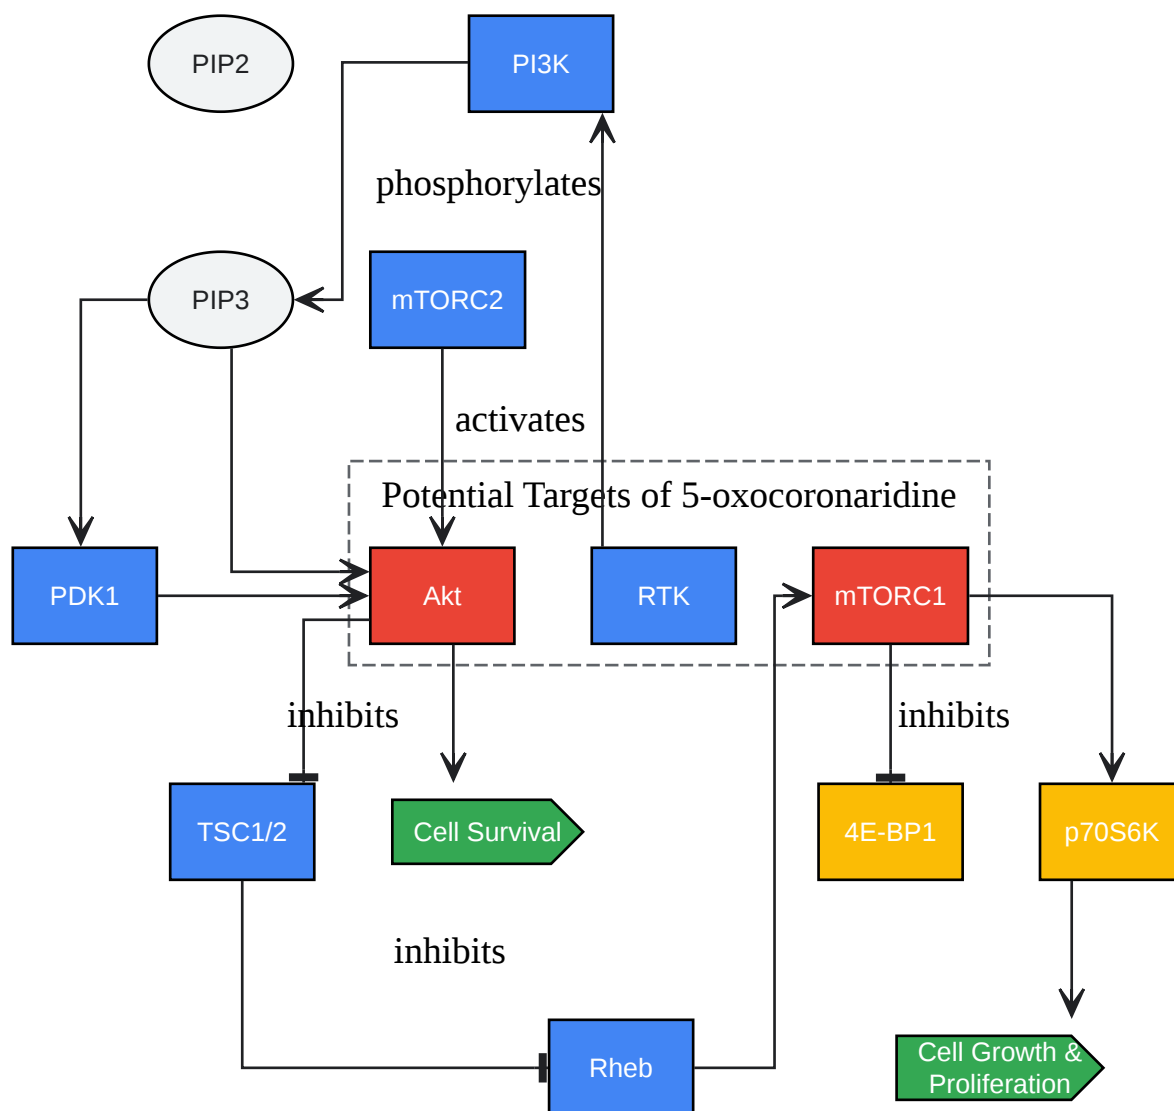 PIP2
PI3K
phosphorylates
PIP3
mTORC2
activates
Potential Targets of 5-oxocoronaridine
PDK1
Akt
RTK
mTORC1
inhibits
inhibits
TSC1/2
Cell Survival
4E-BP1
p70S6K
inhibits
Rheb
Cell Growth &
Proliferation